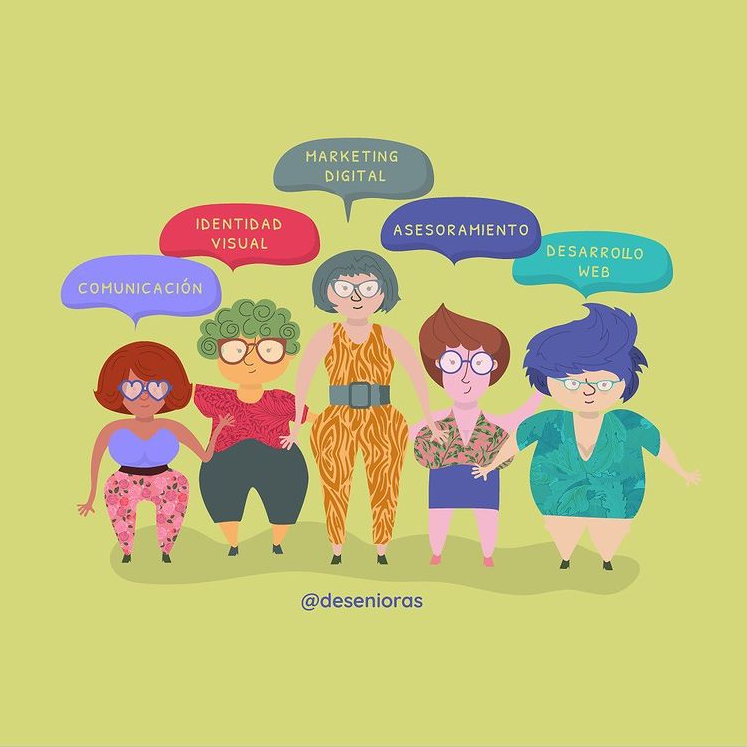 MARKETING
DIGITAL
IDENTIDAD
VISUAL
ASESORAMIENTO
DESARROLLO
WEB
COMUNICACIÓN
@desenioras